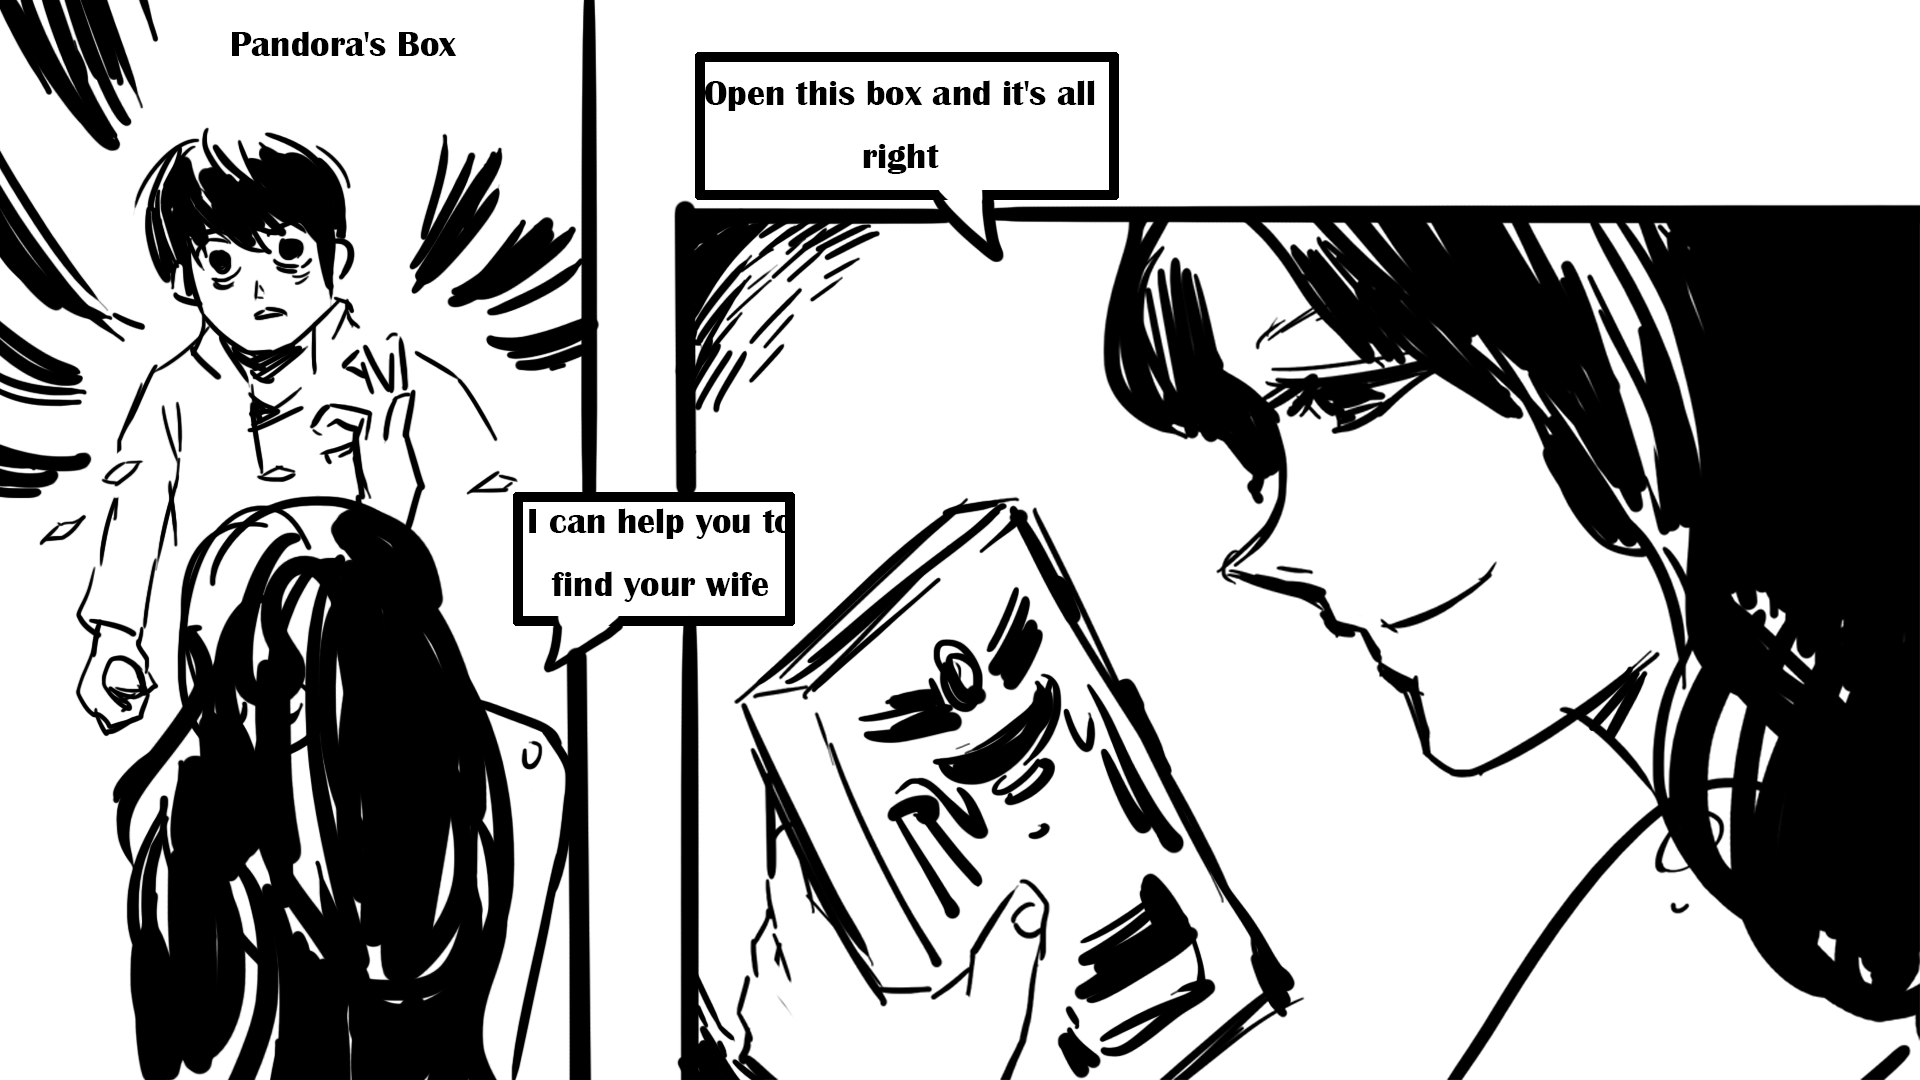 Pandora's Box
I can help you to
find your wife
Open this box and it's all
right